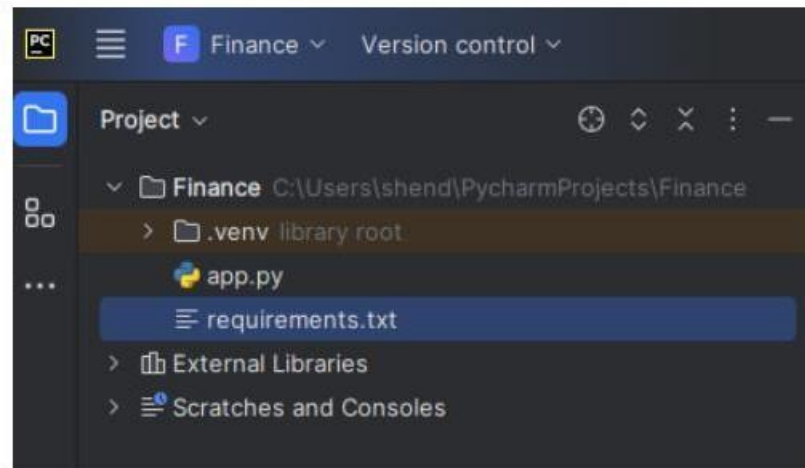 PC F Finance Version control
Project
Finance C:\Users\shend\PycharmProjects\Finance
.venv library root
app.py
requirements.txt
External Libraries
Scratches and Consoles